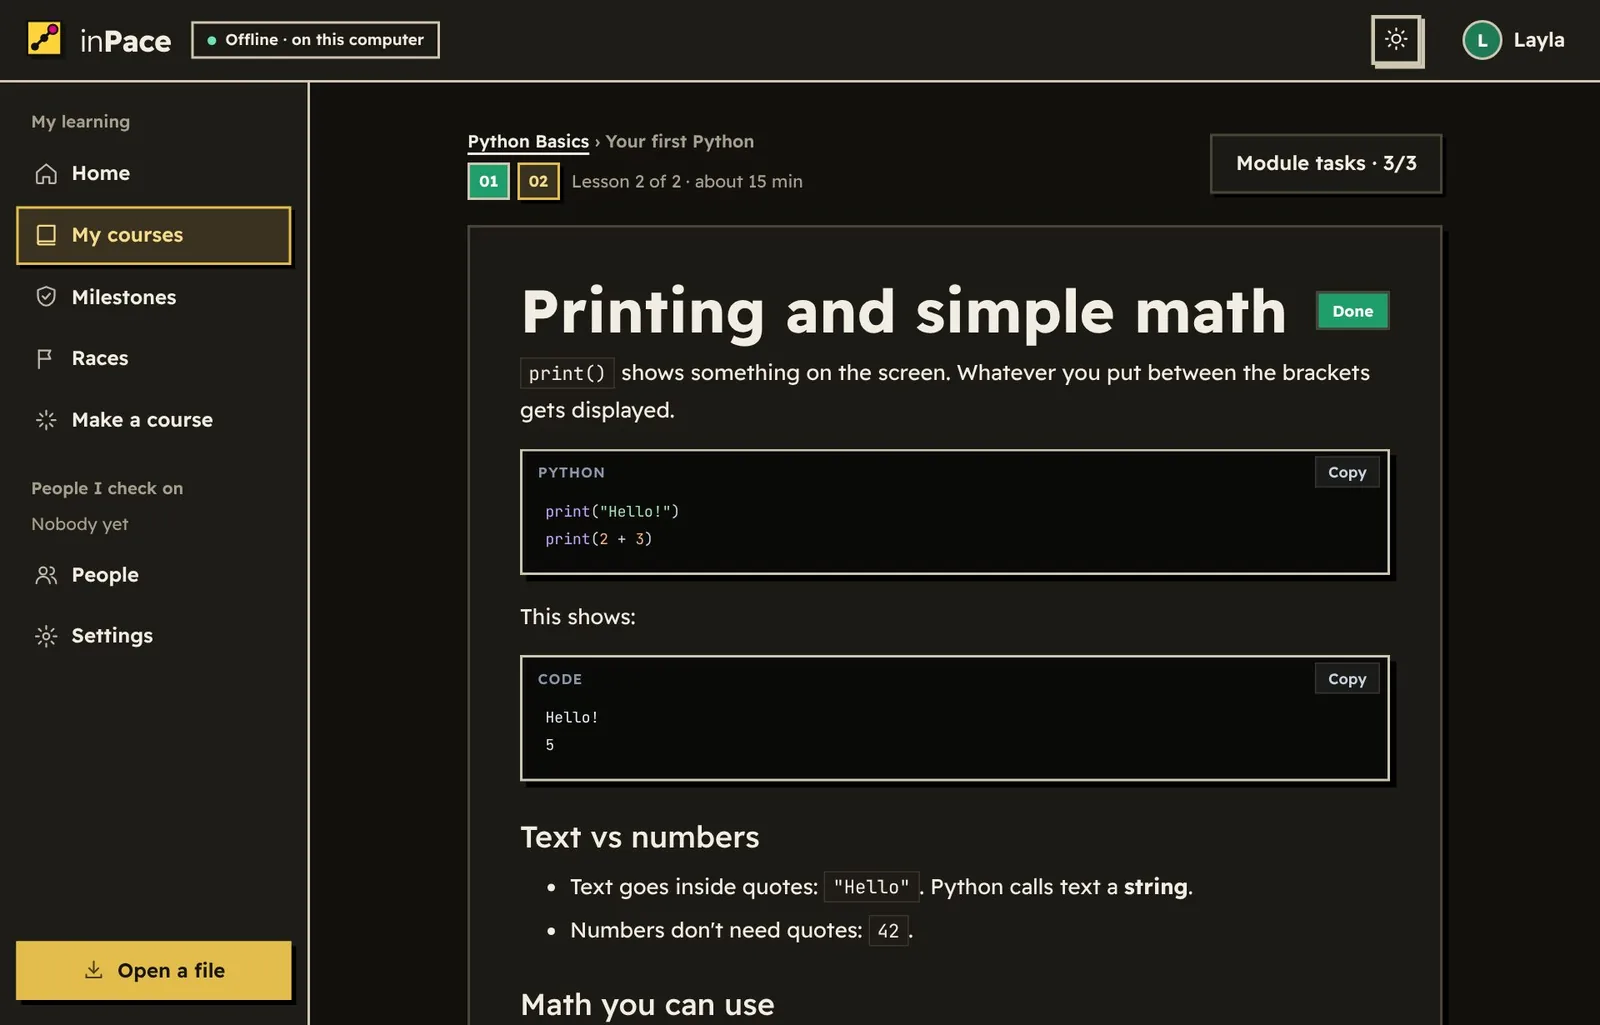 inPace
Offline · on this computer
L
Layla
My learning
Home
My courses
Milestones
Races
Make a course
People I check on
Nobody yet
People
Settings
Open a file
Python Basics › Your first Python
01 02 Lesson 2 of 2 · about 15 min
Module tasks · 3/3
Printing and simple math
Done
print() shows something on the screen. Whatever you put between the brackets
gets displayed.
PYTHON
Copy
print("Hello!")
print(2 + 3)
This shows:
CODE
Copy
Hello!
5
Text vs numbers
• Text goes inside quotes: "Hello". Python calls text a string.
• Numbers don't need quotes: 42.
Math you can use